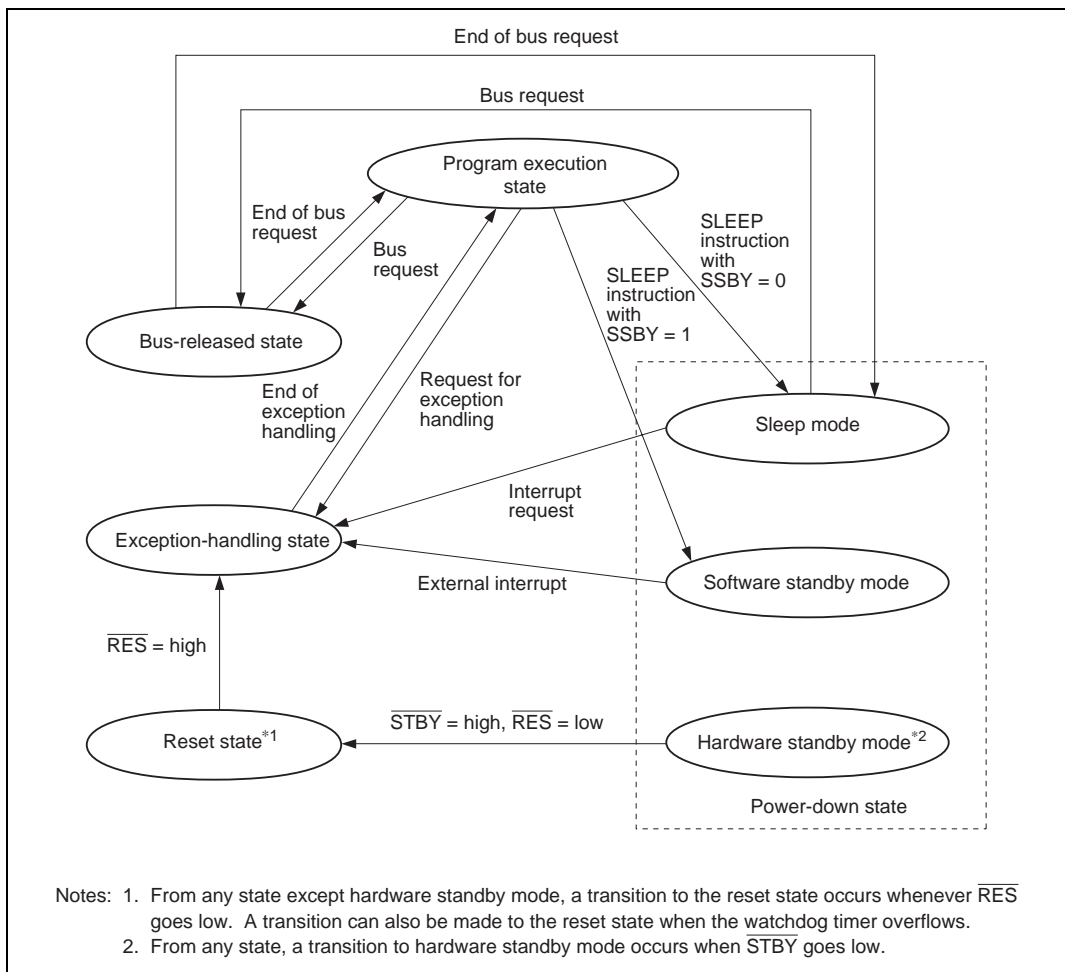 End of bus request
Bus request
Program execution
state
End of bus
request
Bus
request
SLEEP
instruction
with
SSBY = 0
SLEEP
instruction
with
SSBY = 1
Bus-released state
End of
exception
handling
Request for
exception
handling
Sleep mode
Interrupt
request
Exception-handling state
External interrupt
Software standby mode
RES = high
STBY = high, RES = low
Reset state*1
Hardware standby mode*2
Power-down state
Notes: 1. From any state except hardware standby mode, a transition to the reset state occurs whenever RES
goes low. A transition can also be made to the reset state when the watchdog timer overflows.
2. From any state, a transition to hardware standby mode occurs when STBY goes low.